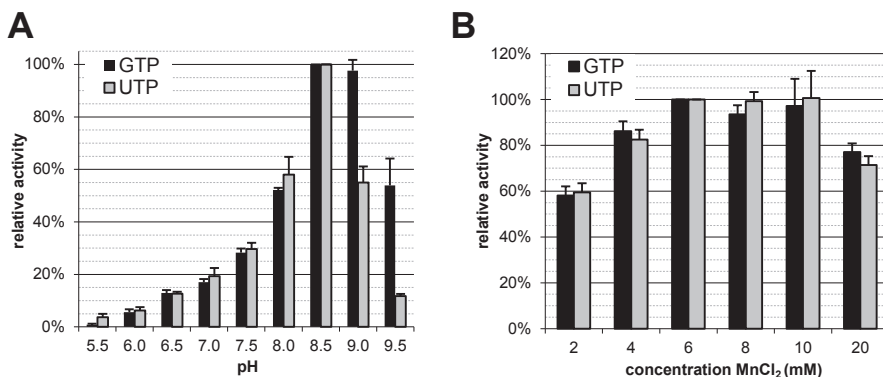 A
GTP
UTP
100%
80%
60%
40%
20%
0%
relative activity
5.5 6.0 6.5 7.0 7.5 8.0 8.5 9.0 9.5
pH
B
GTP
UTP
120%
100%
80%
60%
40%
20%
0%
relative activity
2 4 6 8 10 20
concentration MnCl₂ (mM)